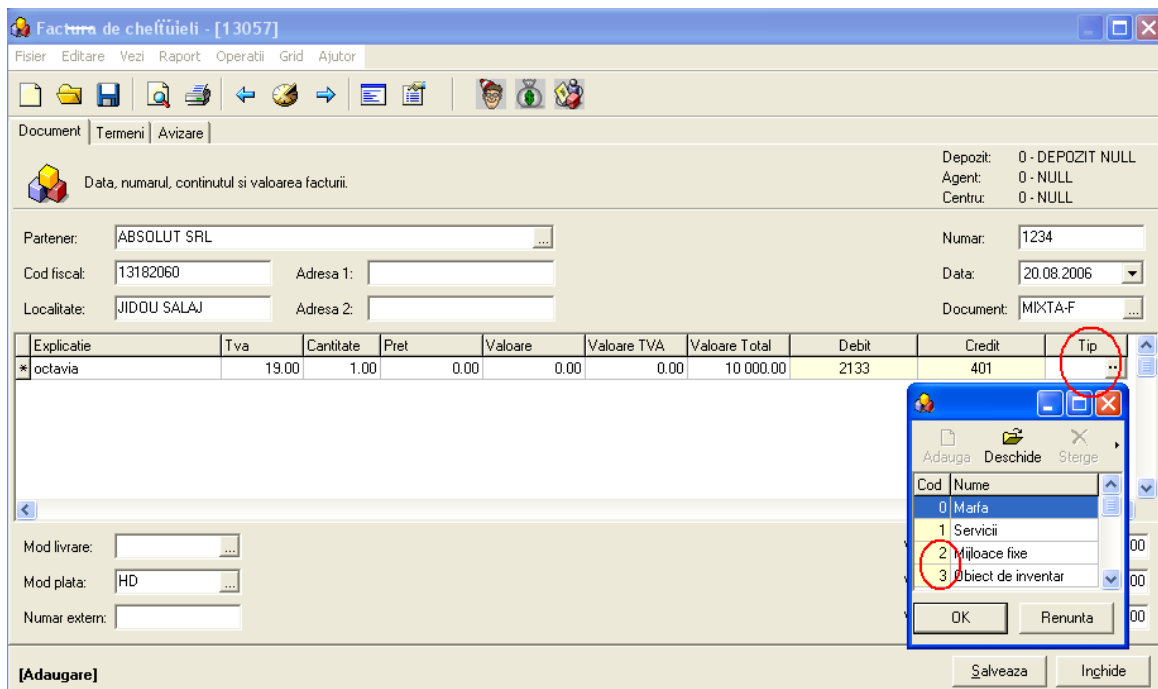 Factura de cheltuieli - [13057]
Fisier Editare Vezi Raport Operatii Grid Ajutor
Document Termeni Avizare
Data, numarul, continutul si valoarea facturii.
Depozit: 0 - DEPOZIT NULL
Agent: 0 - NULL
Centru: 0 - NULL
Partener: ABSOLUT SRL ... Numar: 1234
Cod fiscal: 13182060 Adresa 1: Data: 20.08.2006
Localitate: JIDOU SALAJ Adresa 2: Document: MIXTA-F ...
Explicatie Tva Cantitate Pret Valoare Valoare TVA Valoare Total Debit Credit Tip
* octavia 19.00 1.00 0.00 0.00 0.00 10 000.00 2133 401 ..
Adauga Deschide Sterge
Cod Nume
0 Marfa
1 Servicii
2 Mijloace fixe
3 Obiect de inventar
OK Renunta
Mod livrare: ... 00
Mod plata: HD ... 00
Numar extern: 00
[Adaugare] Salveaza Inchide